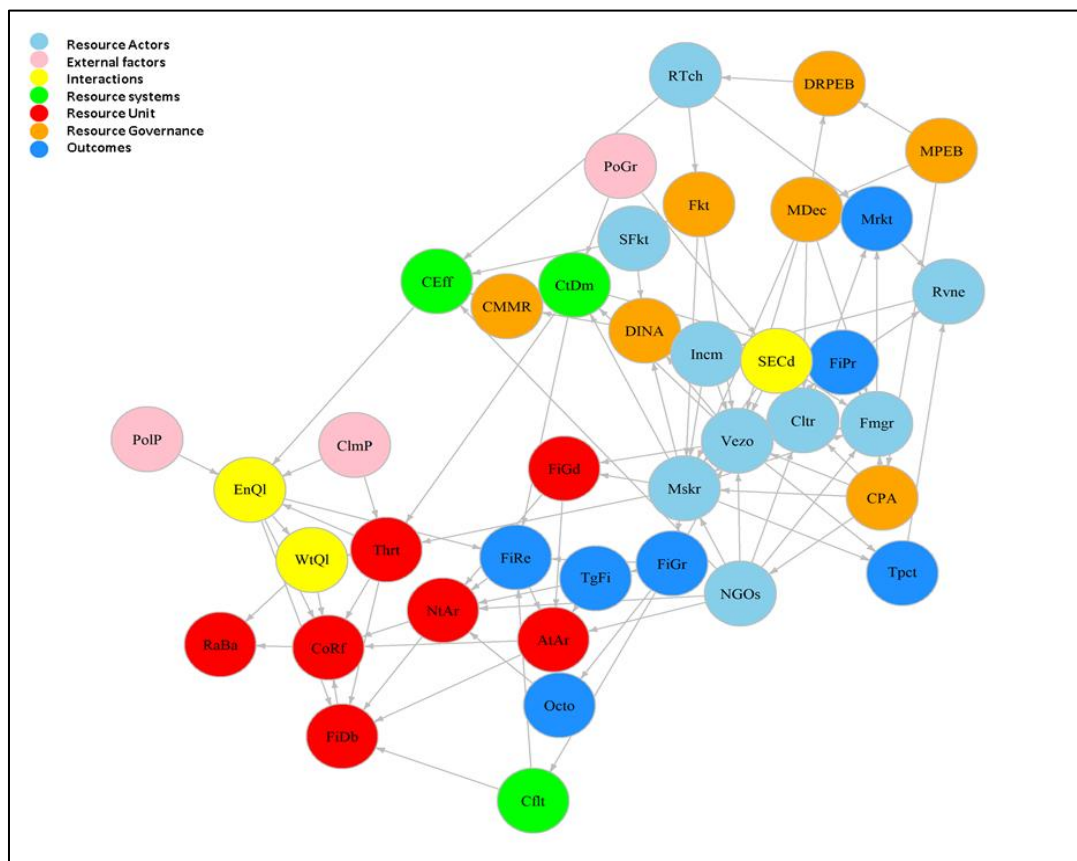 Resource Actors
External factors
Interactions
Resource systems
Resource Unit
Resource Governance
Outcomes
RTch
DRPEB
MPEB
PoGr
Fkt
MDec
Mrkt
SFkt
CEff
CtDm
CMMR
DINA
Rvne
Incm
SECd
FiPr
PolP
ClmP
Vezo
Cltr
Fmgr
EnQl
FiGd
Mskr
CPA
Thrt
WtQl
FiRe
TgFi
FiGr
Tpct
NGOs
NtAr
RaBa
CoRf
AtAr
Octo
FiDb
Cflt